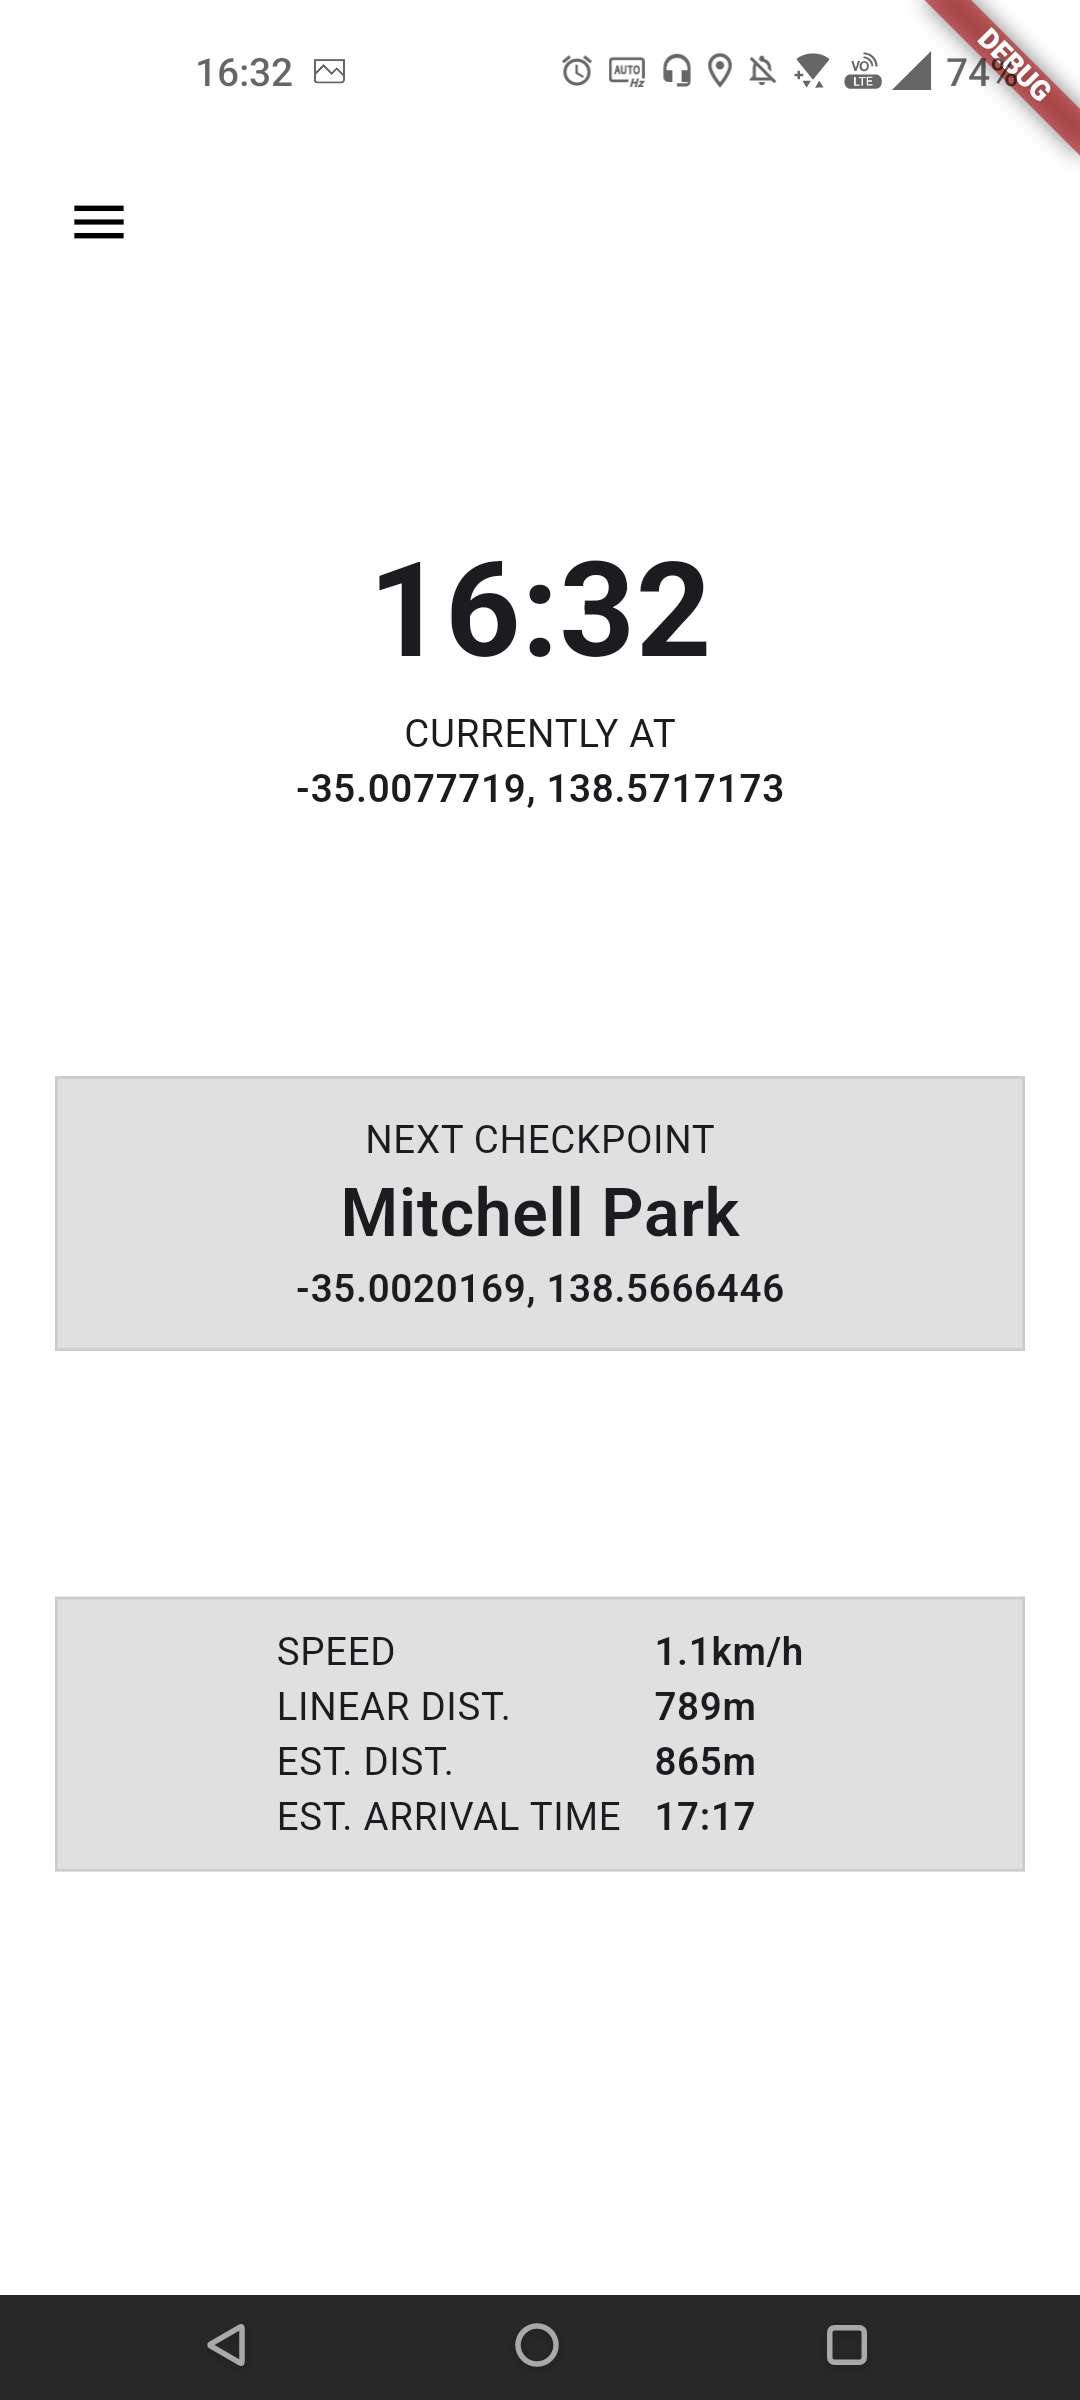 16:32
AUTO
Hz
VO
LTE
74%
DEBUG
16:32
CURRENTLY AT
-35.0077719, 138.5717173
NEXT CHECKPOINT
Mitchell Park
-35.0020169, 138.5666446
SPEED 1.1km/h
LINEAR DIST. 789m
EST. DIST. 865m
EST. ARRIVAL TIME 17:17